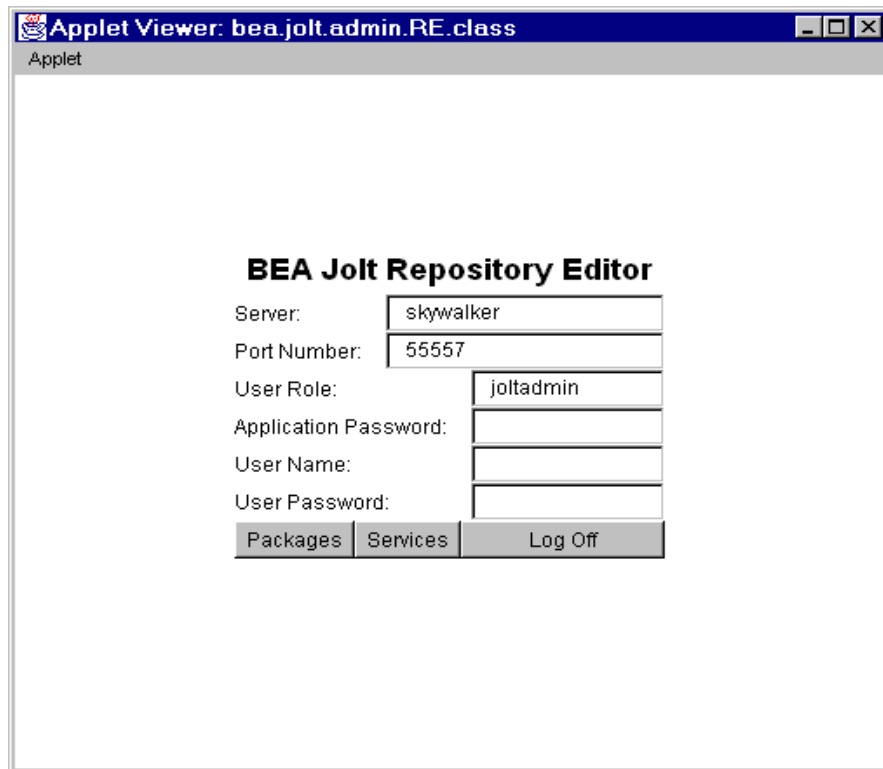 Applet Viewer: bea.jolt.admin.RE.class
Applet
BEA Jolt Repository Editor
Server: skywalker
Port Number: 55557
User Role: joltadmin
Application Password:
User Name:
User Password:
Packages Services Log Off